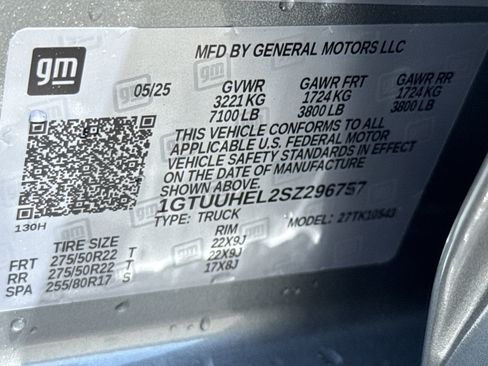 gm
MFD BY GENERAL MOTORS LLC
05/25 GVWR GAWR FRT GAWR RR
3221 KG 1724 KG 1724 KG
7100 LB 3800 LB 3800 LB
THIS VEHICLE CONFORMS TO ALL
APPLICABLE U.S. FEDERAL MOTOR
VEHICLE SAFETY STANDARDS IN EFFECT
ON THE DATE OF MANUFACTURE
SHOWN ABOVE.
1GTUUHEL2SZ296757
TYPE: TRUCK MODEL: 27TK10543
130H
TIRE SIZE RIM
FRT 275/50R22 T 22X9J
RR 275/50R22 T 22X9J
SPA 255/80R17 S 17X8J